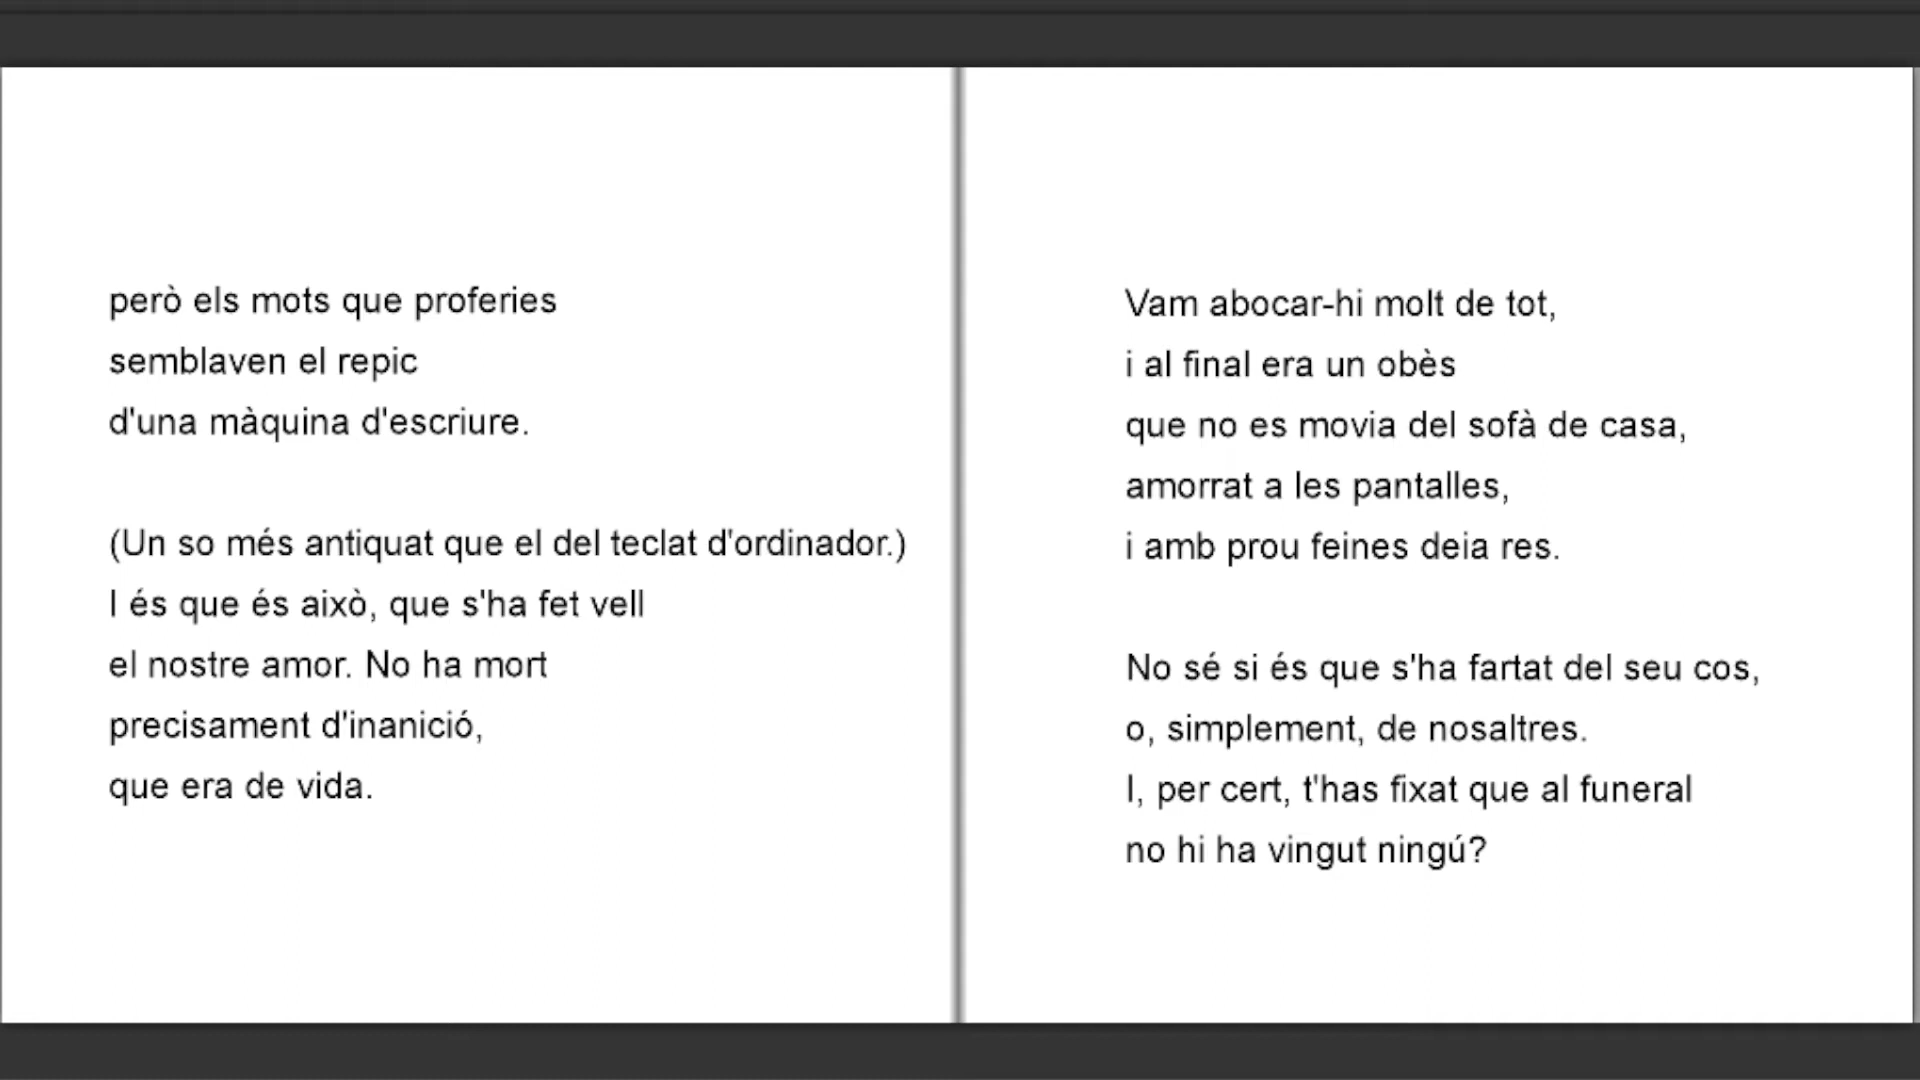 però els mots que proferies
semblaven el repic
d'una màquina d'escriure.
(Un so més antiquat que el del teclat d'ordinador.)
I és que és això, que s'ha fet vell
el nostre amor. No ha mort
precisament d'inanició,
que era de vida.
Vam abocar-hi molt de tot,
i al final era un obès
que no es movia del sofà de casa,
amorrat a les pantalles,
i amb prou feines deia res.
No sé si és que s'ha fartat del seu cos,
o, simplement, de nosaltres.
I, per cert, t'has fixat que al funeral
no hi ha vingut ningú?